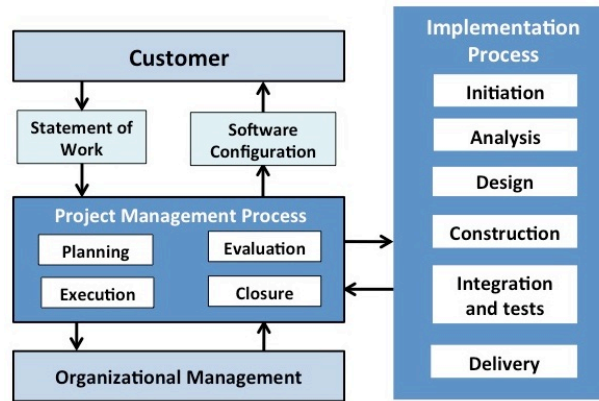 Customer
Statement of
Work
Software
Configuration
Project Management Process
Planning
Evaluation
Execution
Closure
Organizational Management
Implementation
Process
Initiation
Analysis
Design
Construction
Integration
and tests
Delivery